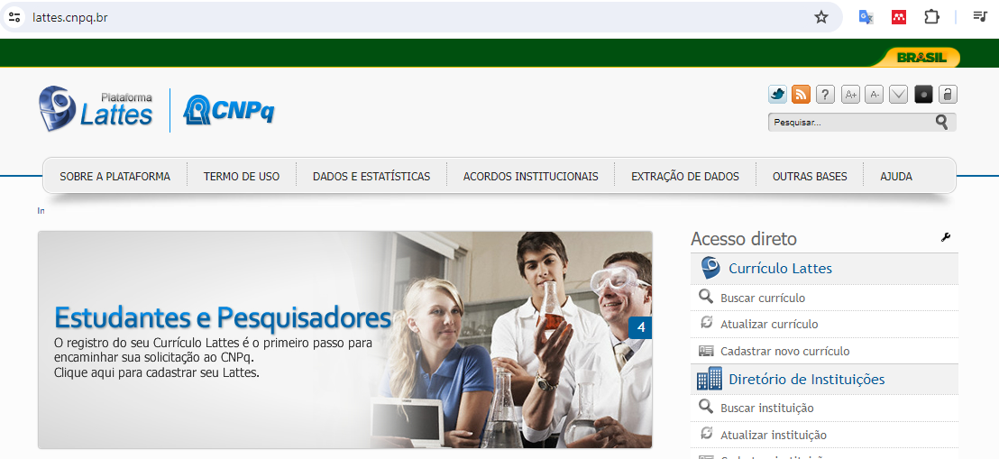 lattes.cnpq.br
BRASIL
Plataforma
Lattes
CNPq
?
A+
A-
Pesquisar...
SOBRE A PLATAFORMA
TERMO DE USO
DADOS E ESTATÍSTICAS
ACORDOS INSTITUCIONAIS
EXTRAÇÃO DE DADOS
OUTRAS BASES
AJUDA
Estudantes e Pesquisadores
O registro do seu Currículo Lattes é o primeiro passo para
encaminhar sua solicitação ao CNPq.
Clique aqui para cadastrar seu Lattes.
4
Acesso direto
Currículo Lattes
Buscar currículo
Atualizar currículo
Cadastrar novo currículo
Diretório de Instituições
Buscar instituição
Atualizar instituição